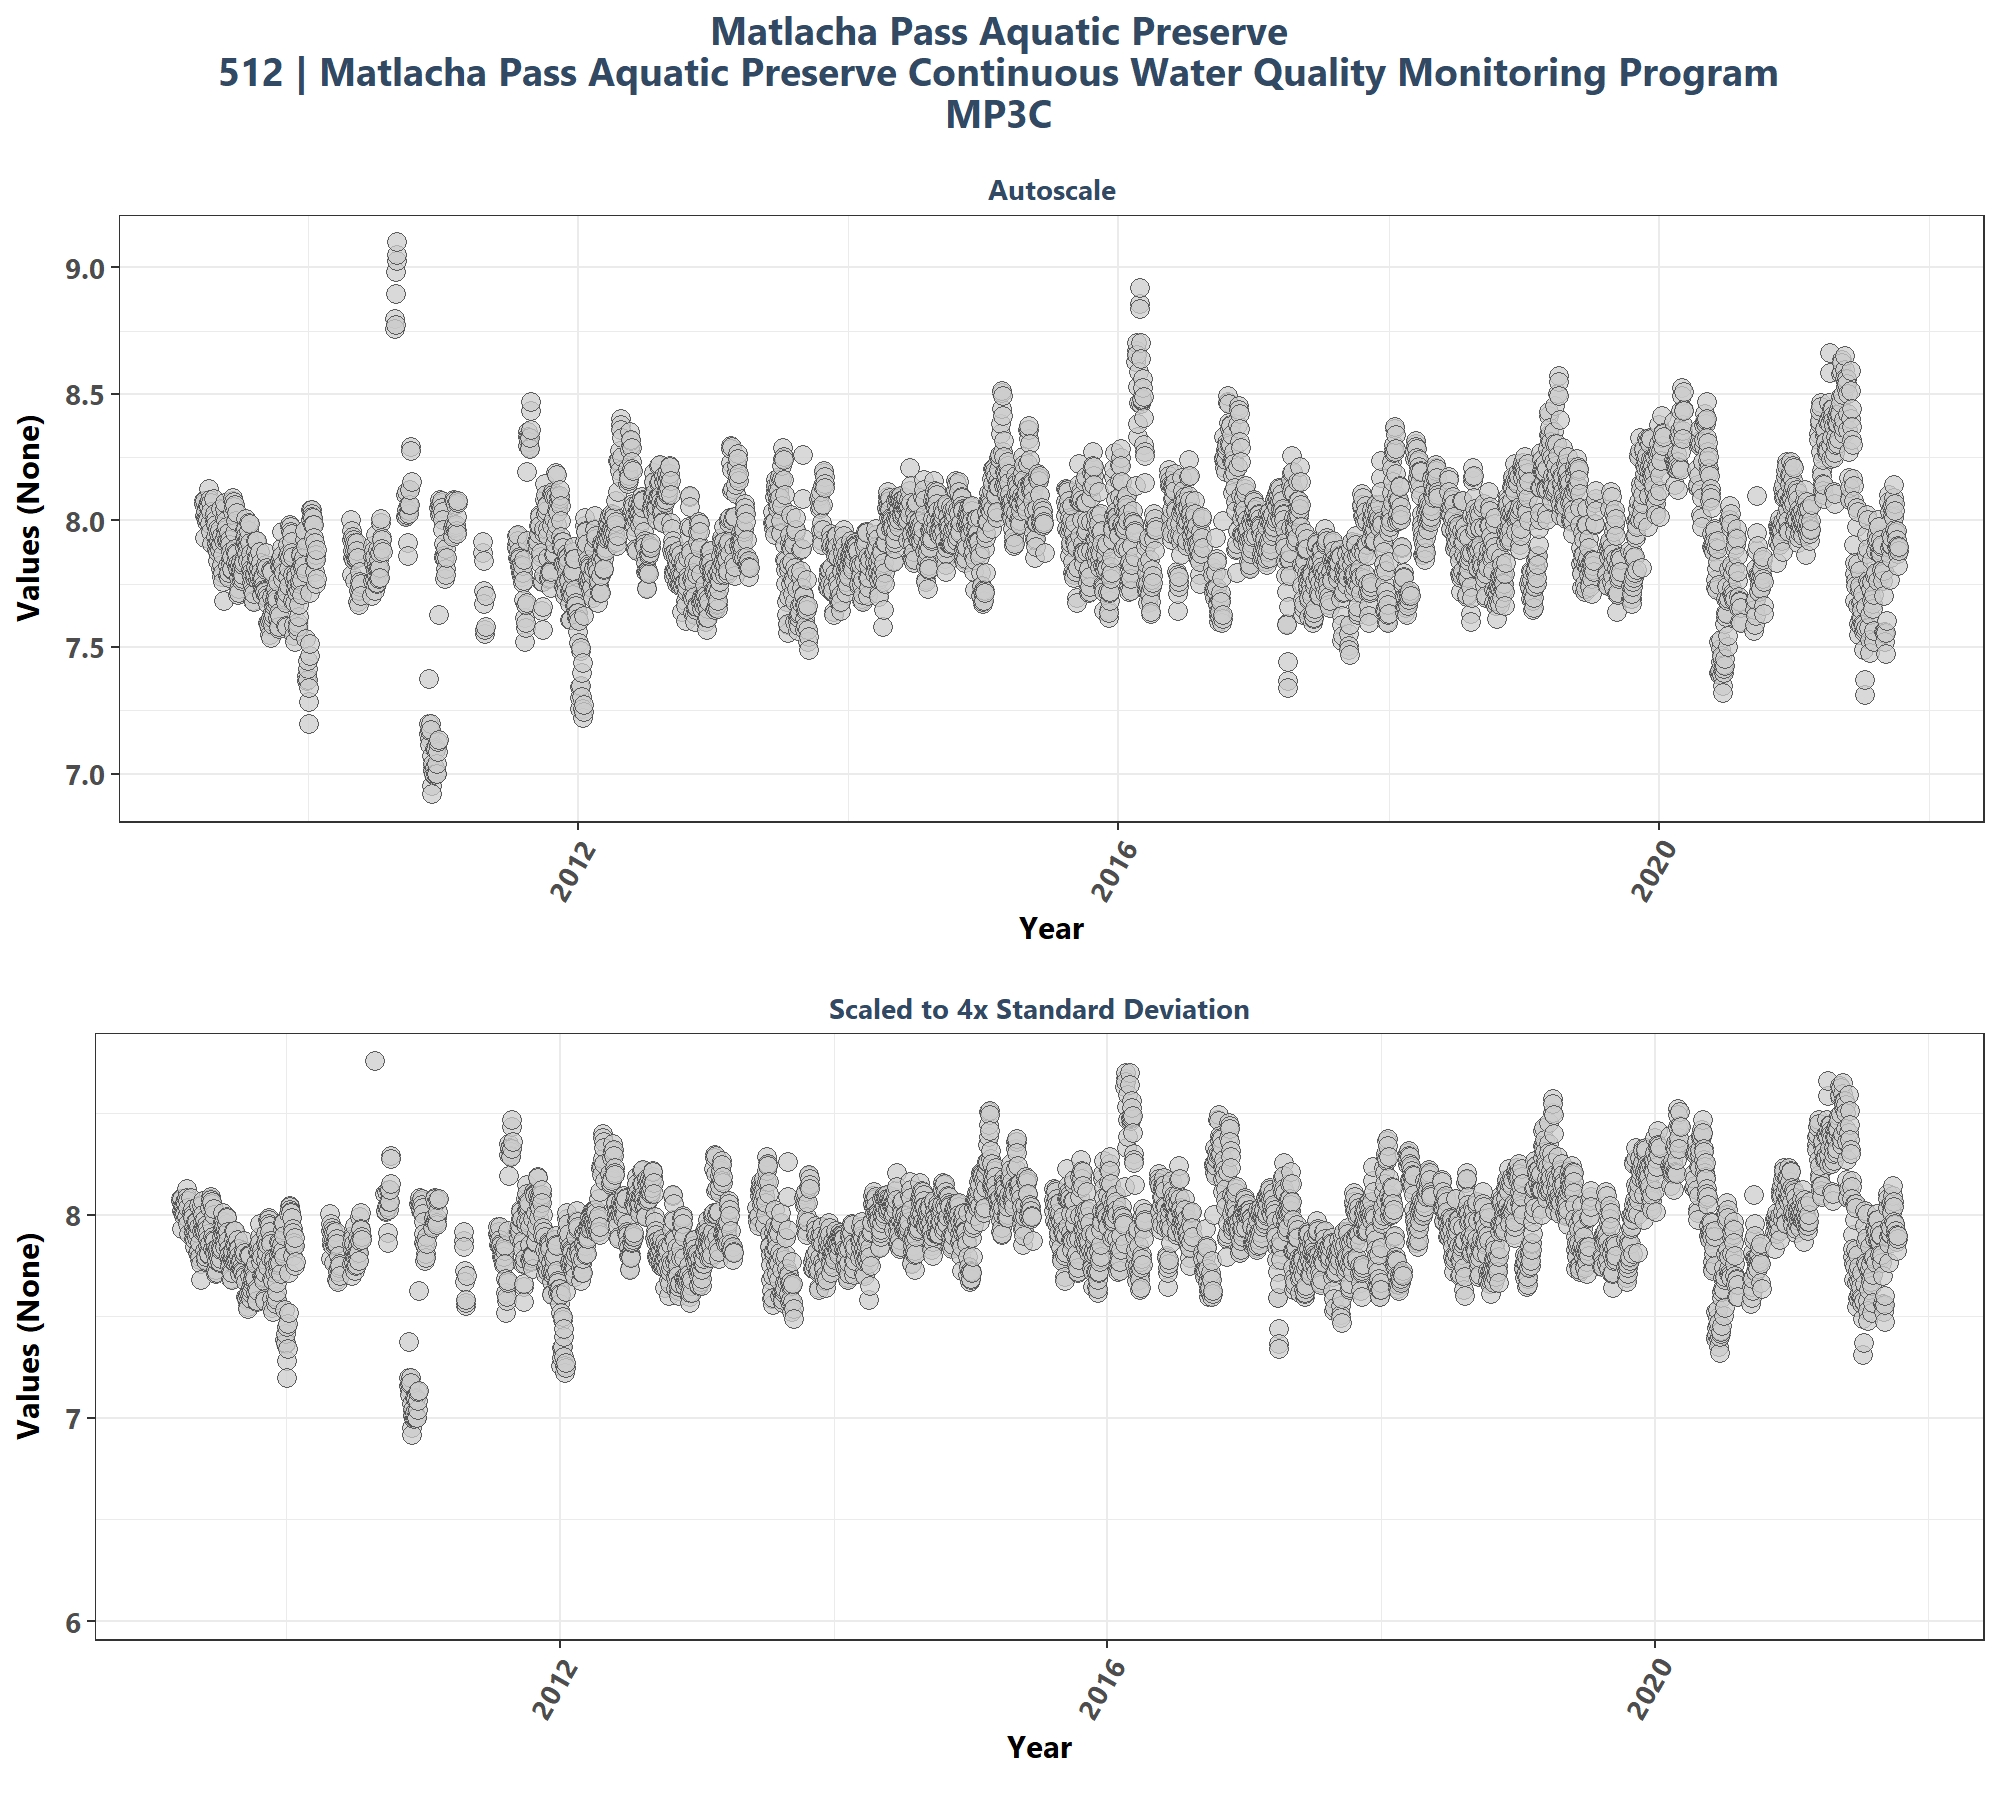 Matlacha Pass Aquatic Preserve
512 | Matlacha Pass Aquatic Preserve Continuous Water Quality Monitoring Program
MP3C
Autoscale
Values (None)
9.0
8.5
8.0
7.5
7.0
2012
2016
2020
Year
Scaled to 4x Standard Deviation
Values (None)
8
7
6
2012
2016
2020
Year